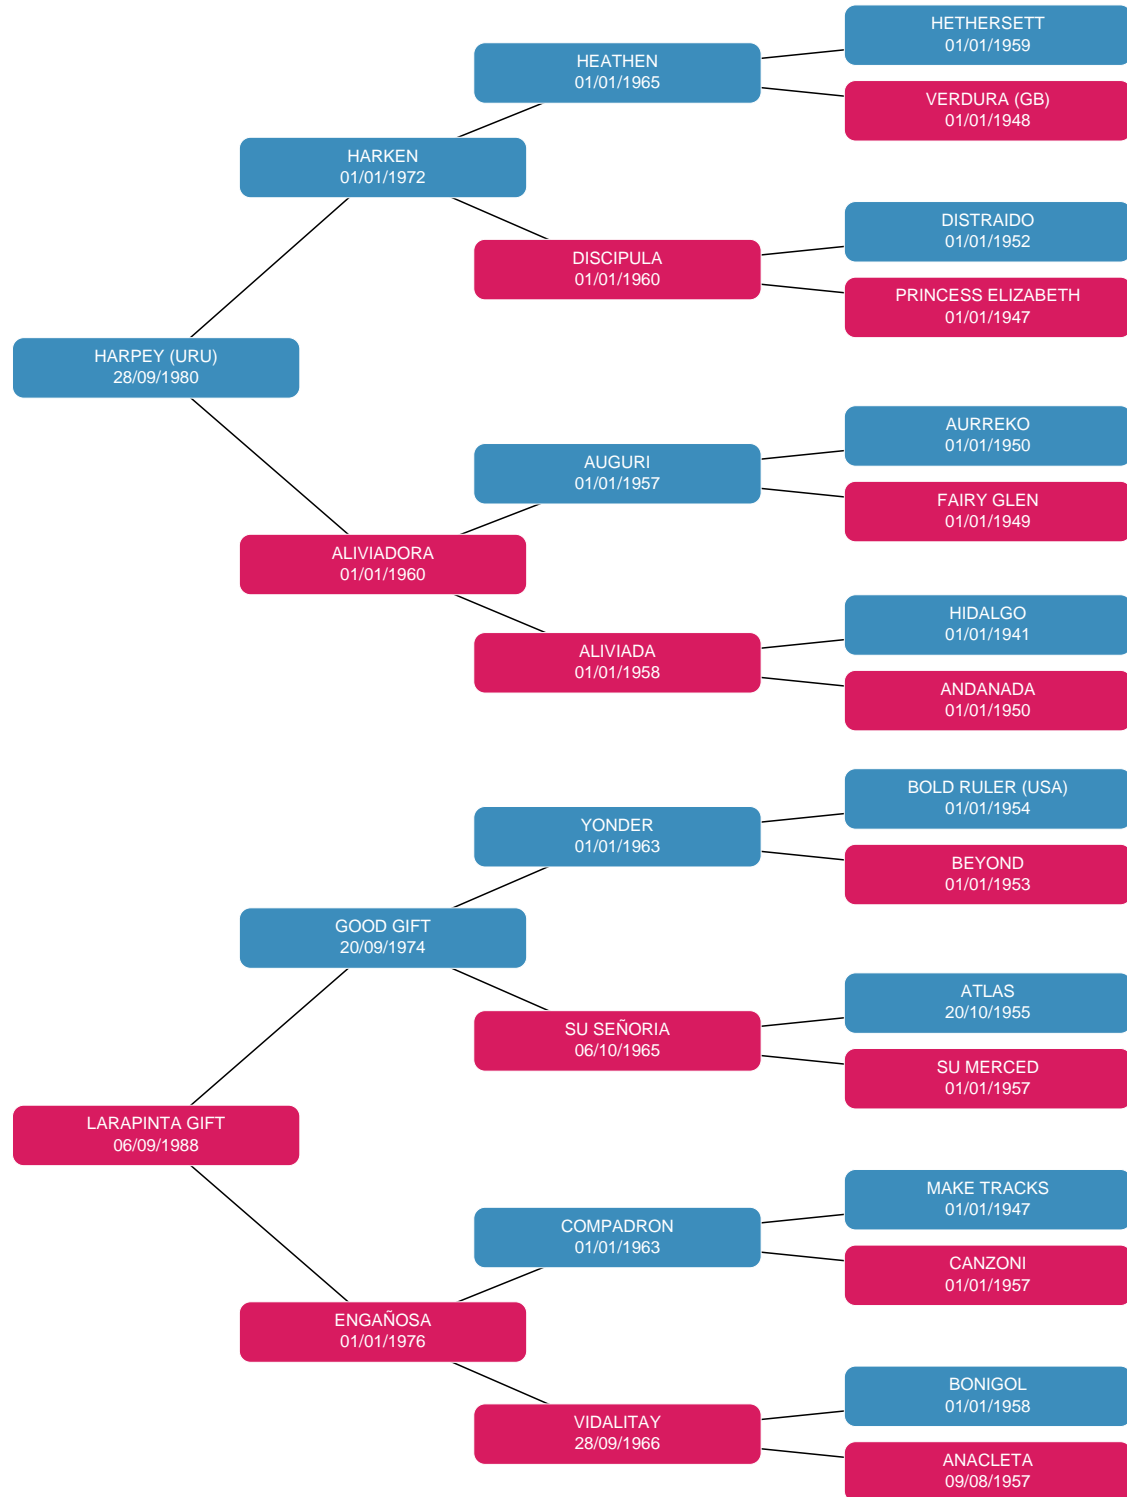 HETHERSETT
01/01/1959
HEATHEN
01/01/1965
VERDURA (GB)
01/01/1948
HARKEN
01/01/1972
DISTRAIDO
01/01/1952
DISCIPULA
01/01/1960
PRINCESS ELIZABETH
01/01/1947
HARPEY (URU)
28/09/1980
AURREKO
01/01/1950
AUGURI
01/01/1957
FAIRY GLEN
01/01/1949
ALIVIADORA
01/01/1960
HIDALGO
01/01/1941
ALIVIADA
01/01/1958
ANDANADA
01/01/1950
BOLD RULER (USA)
01/01/1954
YONDER
01/01/1963
BEYOND
01/01/1953
GOOD GIFT
20/09/1974
ATLAS
20/10/1955
SU SEÑORIA
06/10/1965
SU MERCED
01/01/1957
LARAPINTA GIFT
06/09/1988
MAKE TRACKS
01/01/1947
COMPADRON
01/01/1963
CANZONI
01/01/1957
ENGAÑOSA
01/01/1976
BONIGOL
01/01/1958
VIDALITAY
28/09/1966
ANACLETA
09/08/1957